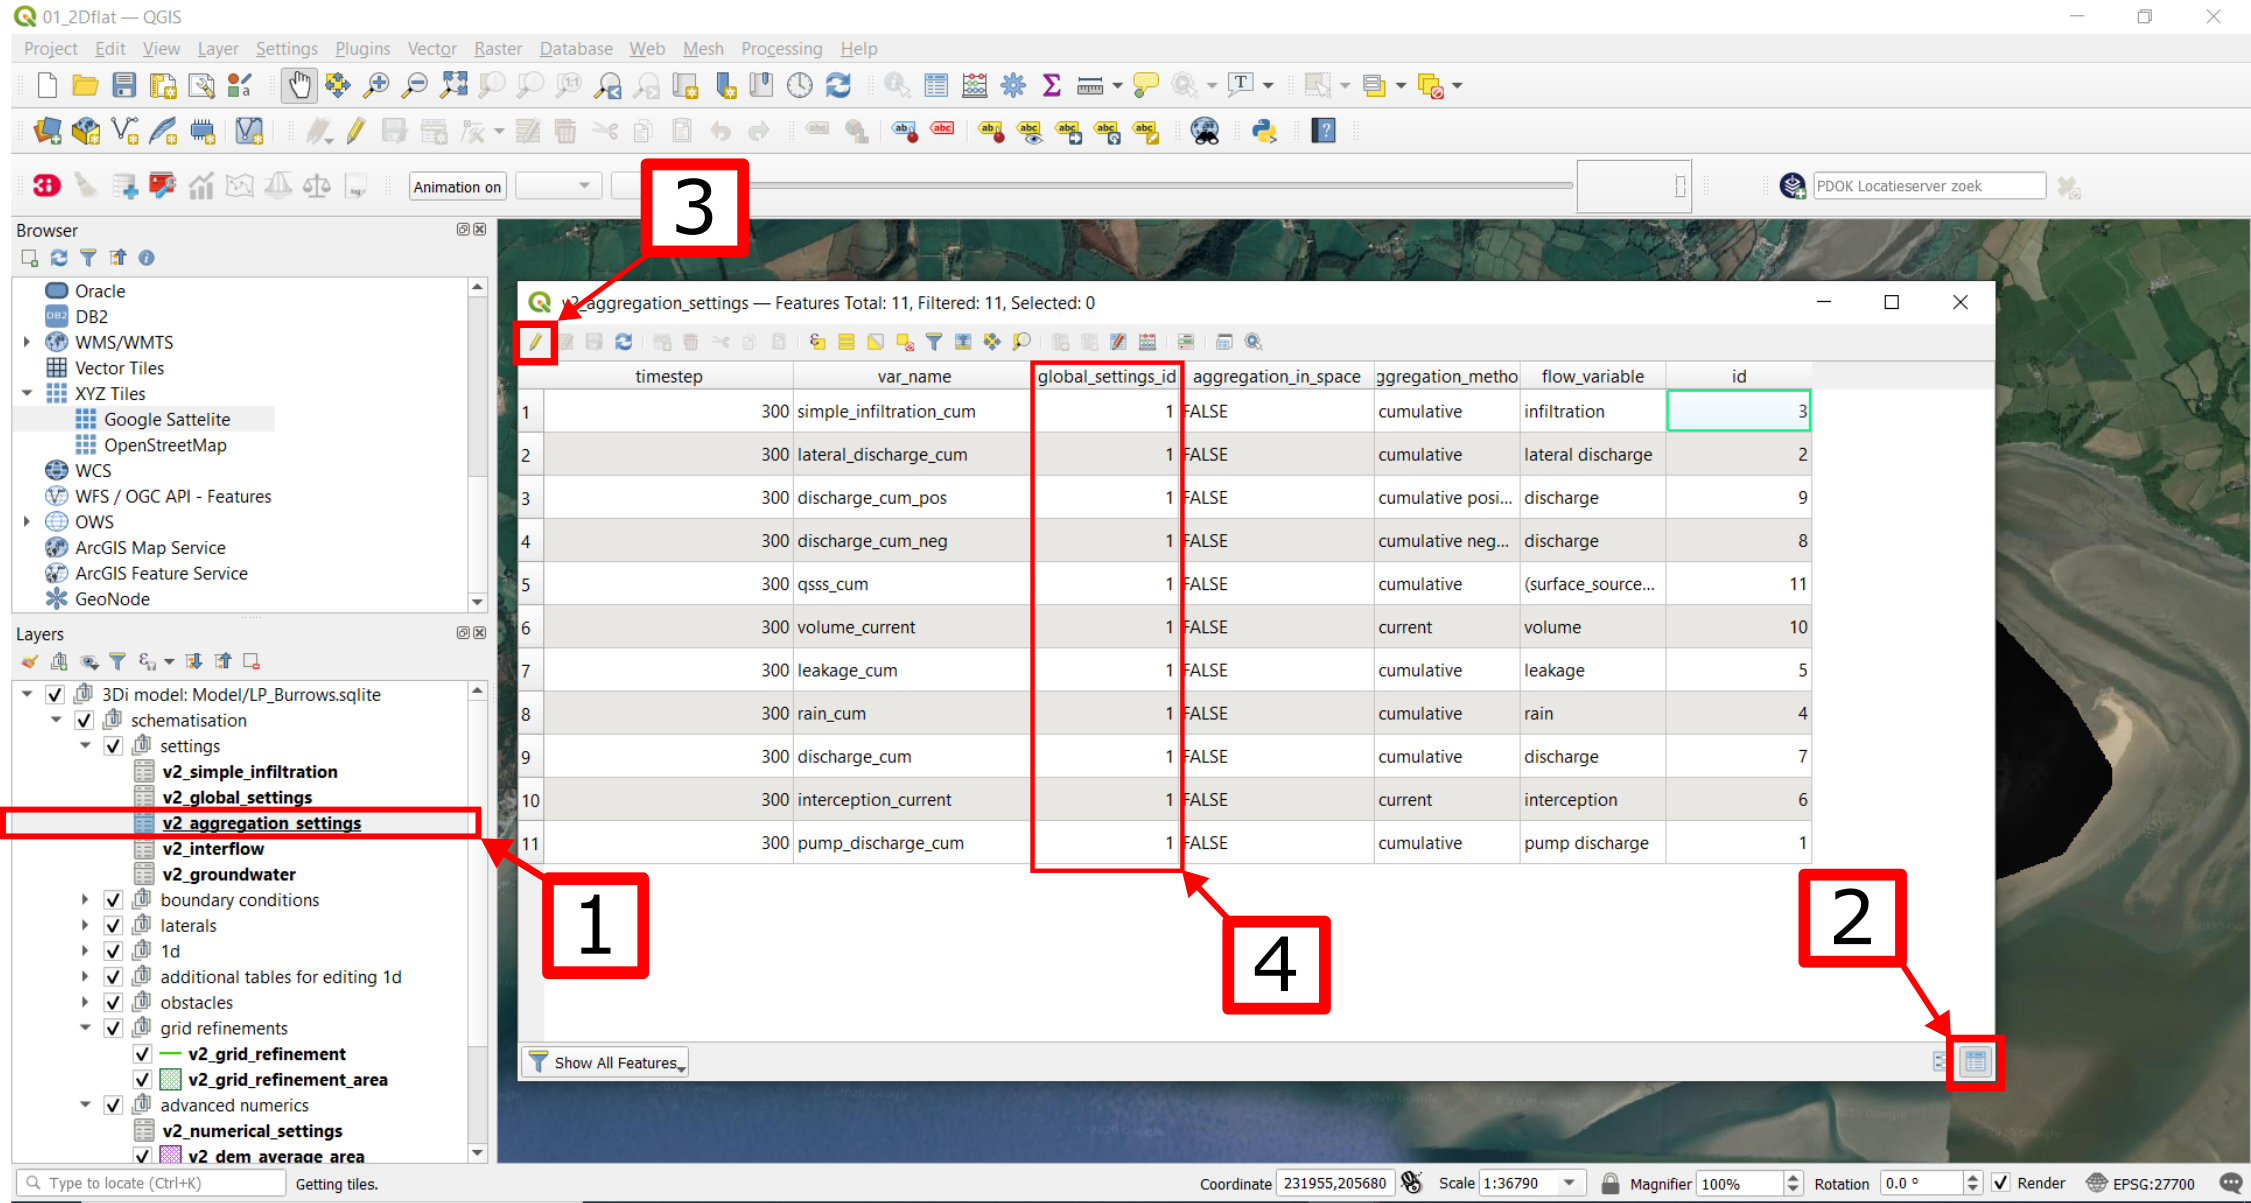 01_2Dflat — QGIS
Project Edit View Layer Settings Plugins Vector Raster Database Web Mesh Processing Help
Animation on
PDOK Locatieserver zoek
3
Browser
Oracle
DB2
WMS/WMTS
Vector Tiles
XYZ Tiles
Google Sattelite
OpenStreetMap
WCS
WFS / OGC API - Features
OWS
ArcGIS Map Service
ArcGIS Feature Service
GeoNode
Layers
3Di model: Model/LP_Burrows.sqlite
schematisation
settings
v2_simple_infiltration
v2_global_settings
v2_aggregation_settings
v2_interflow
v2_groundwater
boundary conditions
laterals
1d
additional tables for editing 1d
obstacles
grid refinements
v2_grid_refinement
v2_grid_refinement_area
advanced numerics
v2_numerical_settings
v2_dem_average_area
v2_aggregation_settings — Features Total: 11, Filtered: 11, Selected: 0
timestep var_name global_settings_id aggregation_in_space ggregation_metho flow_variable id
1 300 simple_infiltration_cum 1 FALSE cumulative infiltration 3
2 300 lateral_discharge_cum 1 FALSE cumulative lateral discharge 2
3 300 discharge_cum_pos 1 FALSE cumulative posi... discharge 9
4 300 discharge_cum_neg 1 FALSE cumulative neg... discharge 8
5 300 qsss_cum 1 FALSE cumulative (surface_source... 11
6 300 volume_current 1 FALSE current volume 10
7 300 leakage_cum 1 FALSE cumulative leakage 5
8 300 rain_cum 1 FALSE cumulative rain 4
9 300 discharge_cum 1 FALSE cumulative discharge 7
10 300 interception_current 1 FALSE current interception 6
11 300 pump_discharge_cum 1 FALSE cumulative pump discharge 1
1
4
2
Show All Features
Type to locate (Ctrl+K) Getting tiles. Coordinate 231955,205680 Scale 1:36790 Magnifier 100% Rotation 0.0 ° Render EPSG:27700